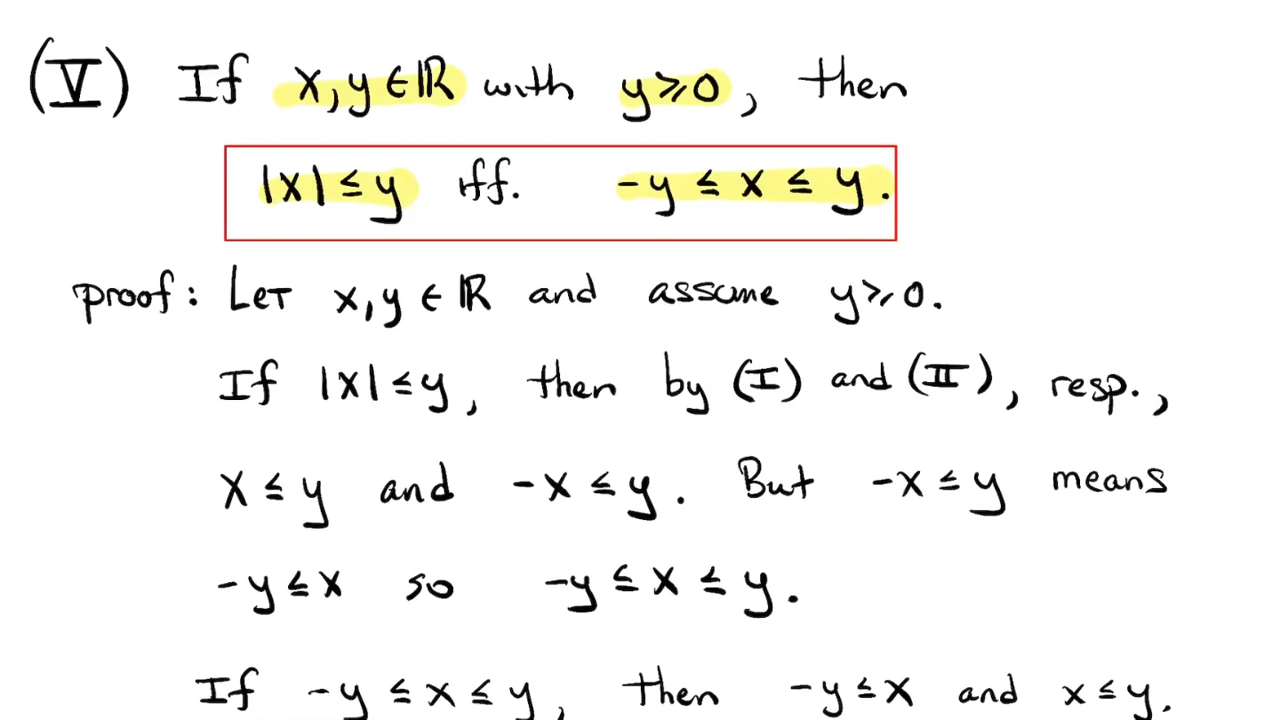 (V) If x, y ∈ ℝ with y ≥ 0, then
|x| ≤ y iff. -y ≤ x ≤ y.
proof: Let x, y ∈ ℝ and assume y ≥ 0.
If |x| ≤ y, then by (I) and (II), resp.,
x ≤ y and -x ≤ y. But -x ≤ y means
-y ≤ x so -y ≤ x ≤ y.
If -y ≤ x ≤ y, then -y ≤ x and x ≤ y.